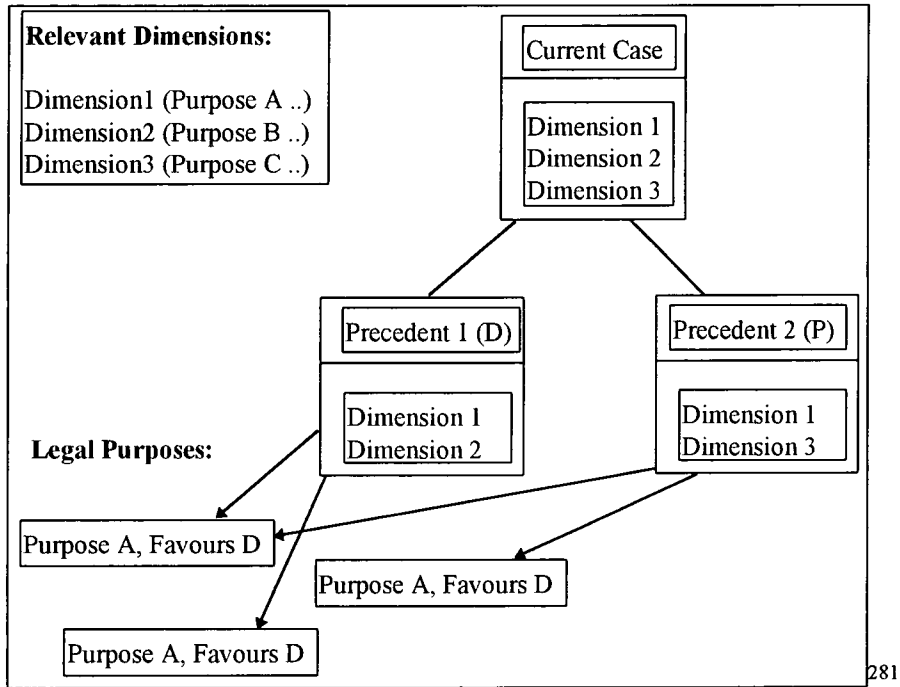 Relevant Dimensions:
Dimension1 (Purpose A ..)
Dimension2 (Purpose B ..)
Dimension3 (Purpose C ..)
Current Case
Dimension 1
Dimension 2
Dimension 3
Precedent 1 (D)
Dimension 1
Dimension 2
Precedent 2 (P)
Dimension 1
Dimension 3
Legal Purposes:
Purpose A, Favours D
Purpose A, Favours D
Purpose A, Favours D
281